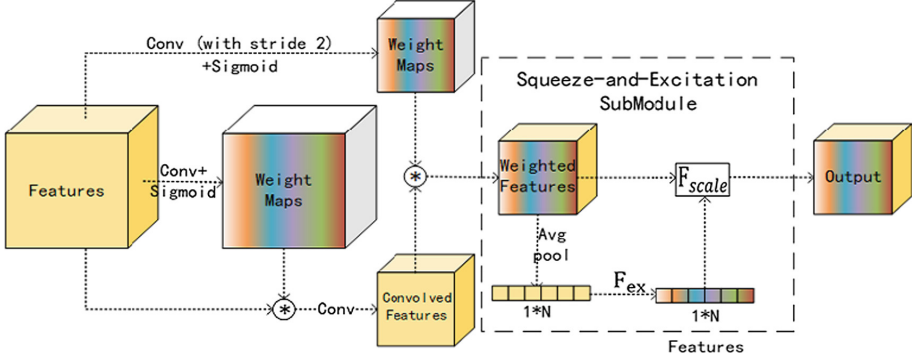 Conv (with stride 2)
+Sigmoid
Weight
Maps
Squeeze-and-Excitation
SubModule
Features
Conv+
Sigmoid
Weight
Maps
*
Weighted
Features
F_scale
Output
Avg
pool
*
Conv
Convolved
Features
F_ex
1*N
1*N
Features